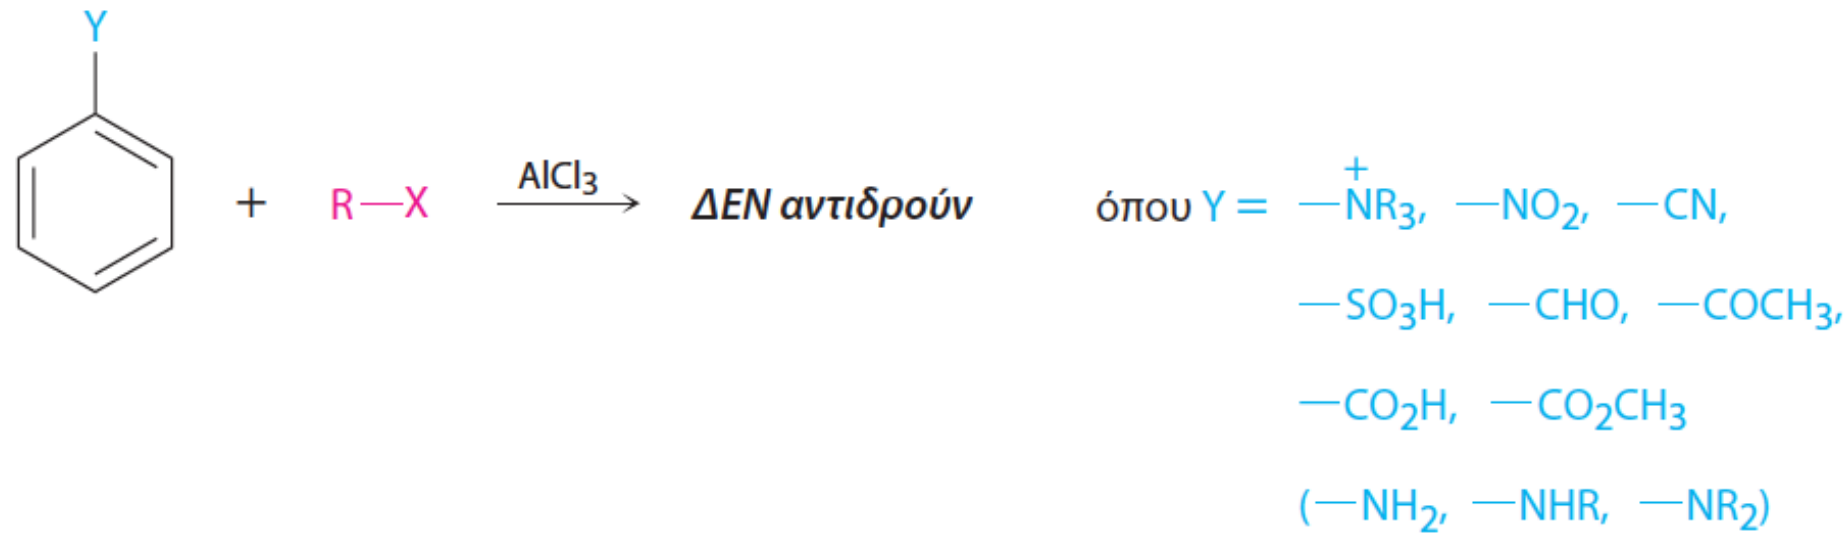 Y
+ R—X AlCl₃ ΔΕΝ αντιδρούν όπου Y = —N⁺R₃, —NO₂, —CN,
—SO₃H, —CHO, —COCH₃,
—CO₂H, —CO₂CH₃
(—NH₂, —NHR, —NR₂)